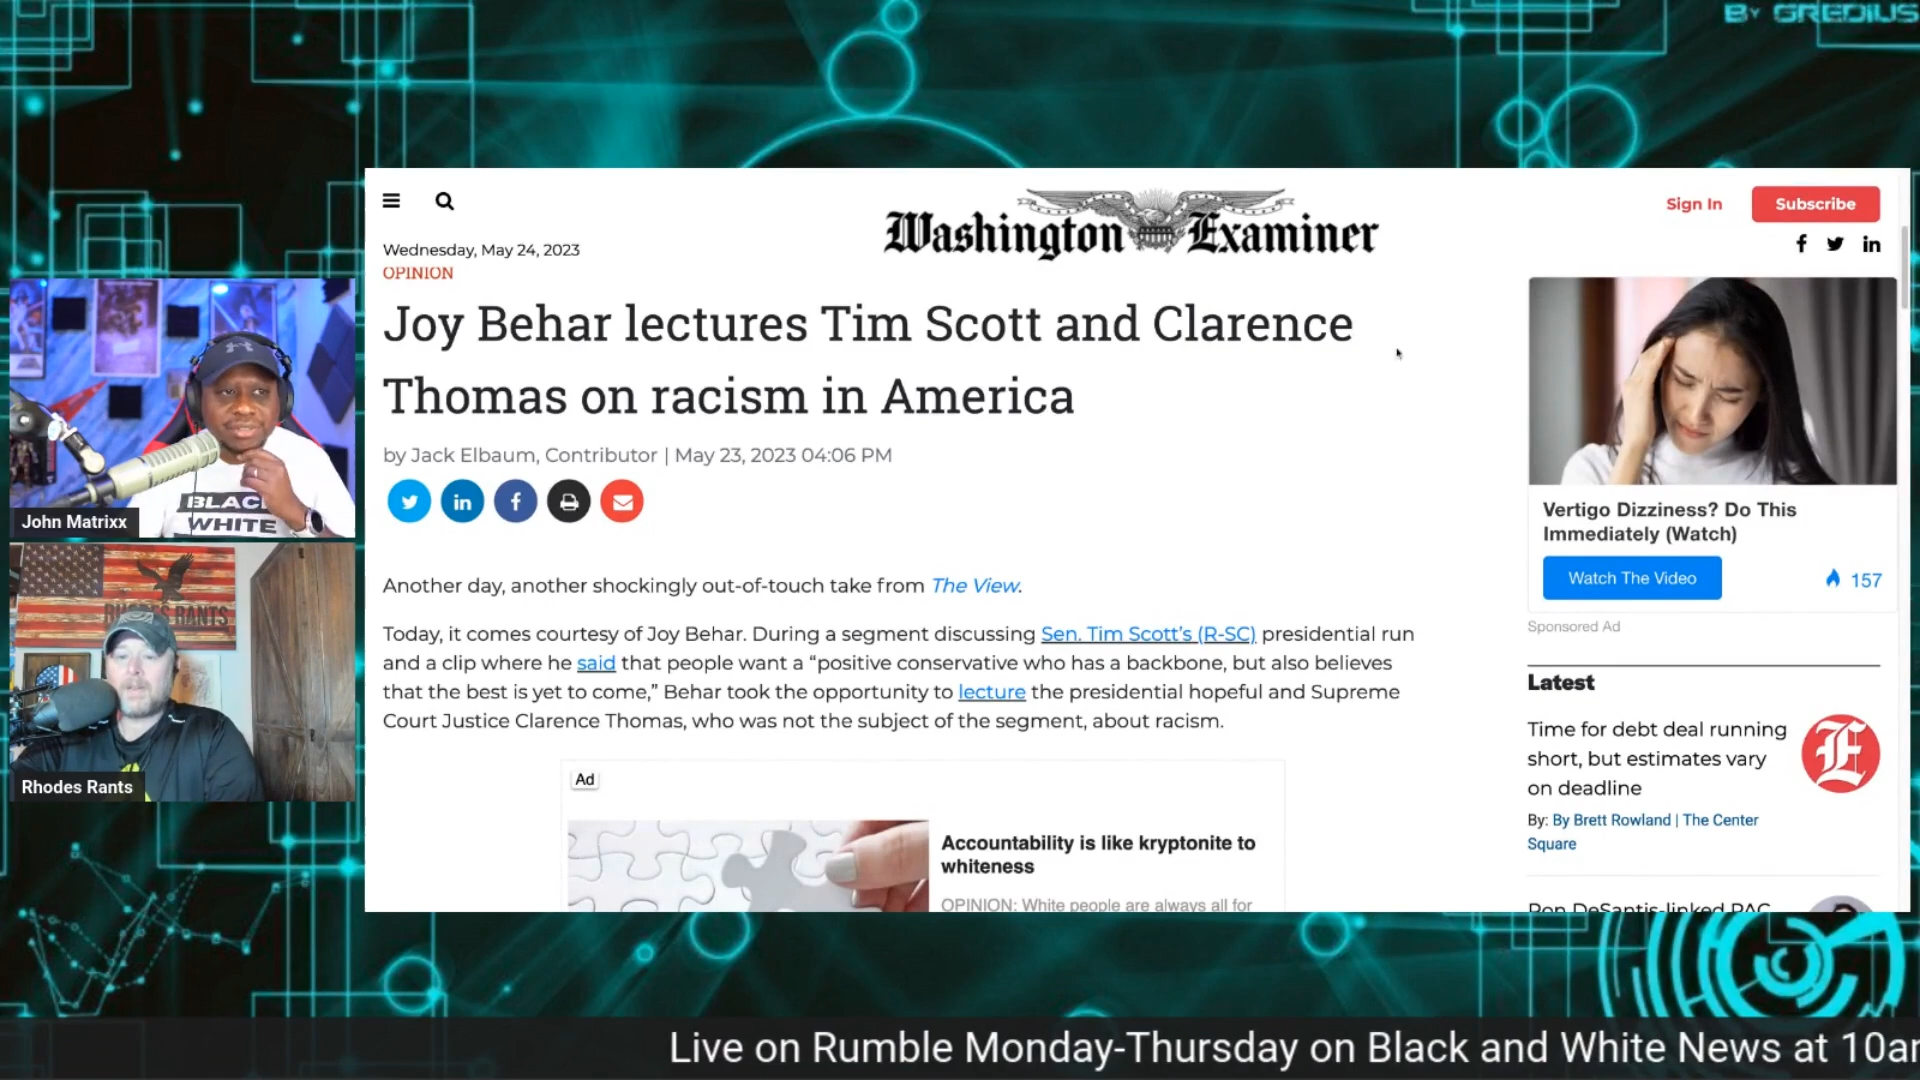 BY GREDIUS
Washington Examiner
Sign In
Subscribe
Wednesday, May 24, 2023
OPINION
Joy Behar lectures Tim Scott and Clarence
Thomas on racism in America
by Jack Elbaum, Contributor | May 23, 2023 04:06 PM
Another day, another shockingly out-of-touch take from The View.
Today, it comes courtesy of Joy Behar. During a segment discussing Sen. Tim Scott's (R-SC) presidential run
and a clip where he said that people want a “positive conservative who has a backbone, but also believes
that the best is yet to come,” Behar took the opportunity to lecture the presidential hopeful and Supreme
Court Justice Clarence Thomas, who was not the subject of the segment, about racism.
Ad
Accountability is like kryptonite to
whiteness
OPINION: White people are always all for
Vertigo Dizziness? Do This
Immediately (Watch)
Watch The Video
157
Sponsored Ad
Latest
Time for debt deal running
short, but estimates vary
on deadline
By: By Brett Rowland | The Center
Square
Ron DeSantis-linked PAC
BLACK
WHITE
John Matrixx
RHODES RANTS
Rhodes Rants
Live on Rumble Monday-Thursday on Black and White News at 10am